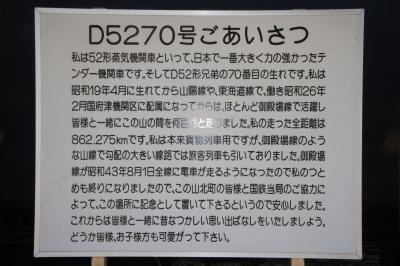 D5270号ごあいさつ
私は52形蒸気機関車といって、日本で一番大きく力の強かったテ
ンダー機関車です。そしてD52形兄弟の70番目の生れです。私は
昭和19年4月に生れてから山陽線や、東海道線で、働き昭和26年
2月国府津機関区に配属になってからは、ほとんど御殿場線で活躍し
皆様と一緒にこの山の間を何回も走りました。私の走った全距離は
862,275kmです。私は本来貨物列車用ですが、御殿場線のよう
な山線で勾配の大きい線路では旅客列車も引いておりました。御殿場
線が昭和43年8月1日全線に電車が走るようになったので私のつと
めも終りになりましたので、この山北町の皆様と国鉄当局のご協力に
よって、この場所に記念として置いて下さるというので安心しました。
これからは皆様と一緒に昔なつかしい思い出ばなしをいたしましょう。
どうか皆様、お子様方も可愛がって下さい。